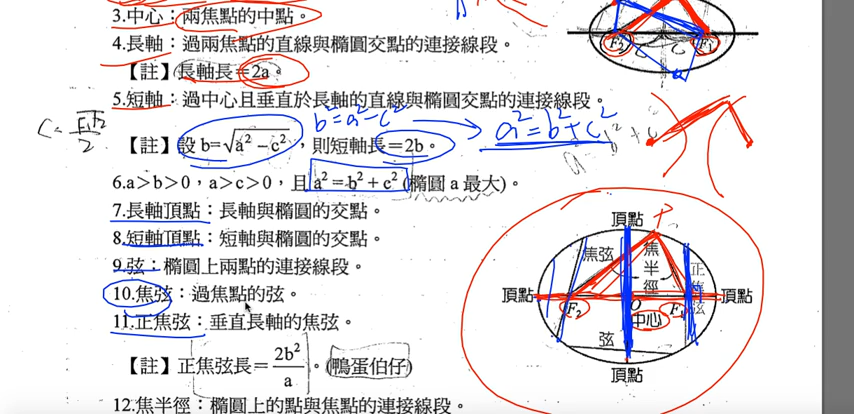 3.中心：兩焦點的中點。
4.長軸：過兩焦點的直線與橢圓交點的連接線段。
【註】長軸長=2a。
5.短軸：過中心且垂直於長軸的直線與橢圓交點的連接線段。
b²=a²-c²
a²=b²+c²
【註】設 b=√(a²-c²)，則短軸長=2b。
6.a>b>0，a>c>0，且 a²=b²+c²（橢圓 a 最大）。
7.長軸頂點：長軸與橢圓的交點。
8.短軸頂點：短軸與橢圓的交點。
9.弦：橢圓上兩點的連接線段。
10.焦弦：過焦點的弦。
11.正焦弦：垂直長軸的焦弦。
【註】正焦弦長=2b²/a。(鴨蛋伯仔)
12.焦半徑：橢圓上的點與焦點的連接線段。
F₂
F₁
頂點
P
焦弦
焦半徑
正焦弦
頂點
頂點
F₂
O
F₁
中心
弦
頂點